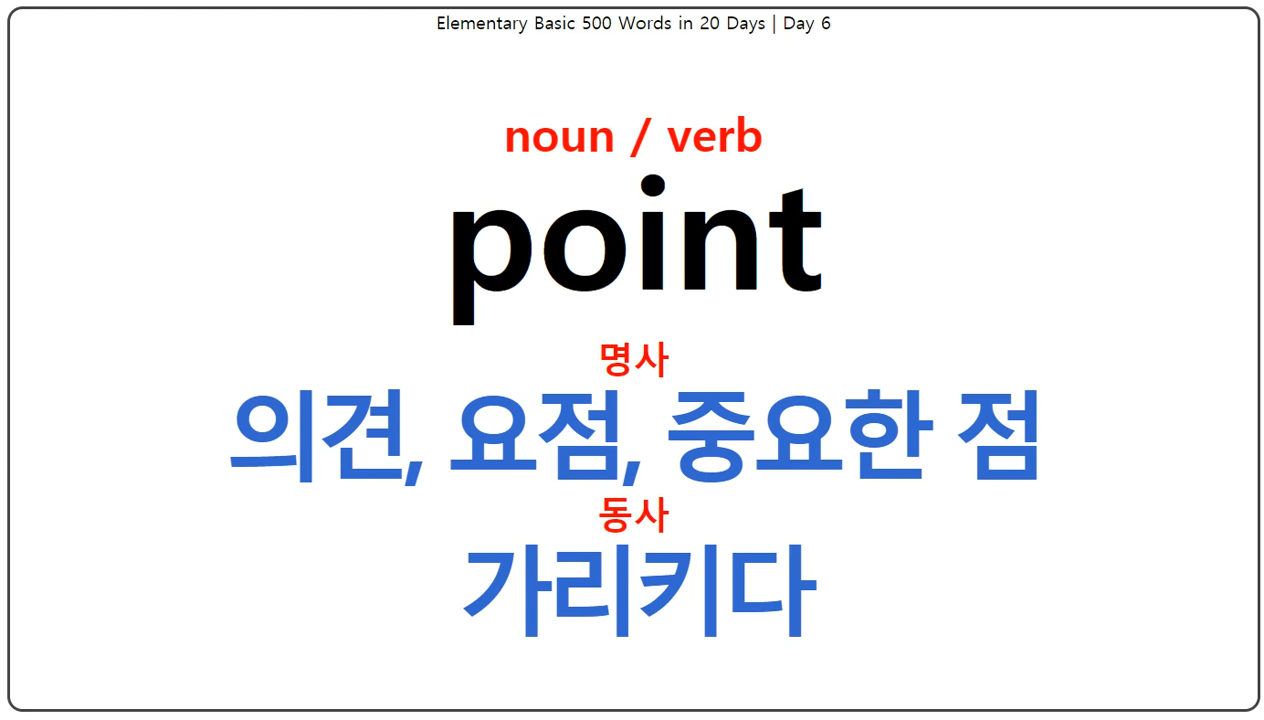 Elementary Basic 500 Words in 20 Days | Day 6
noun / verb
point
명사
의견, 요점, 중요한 점
동사
가리키다